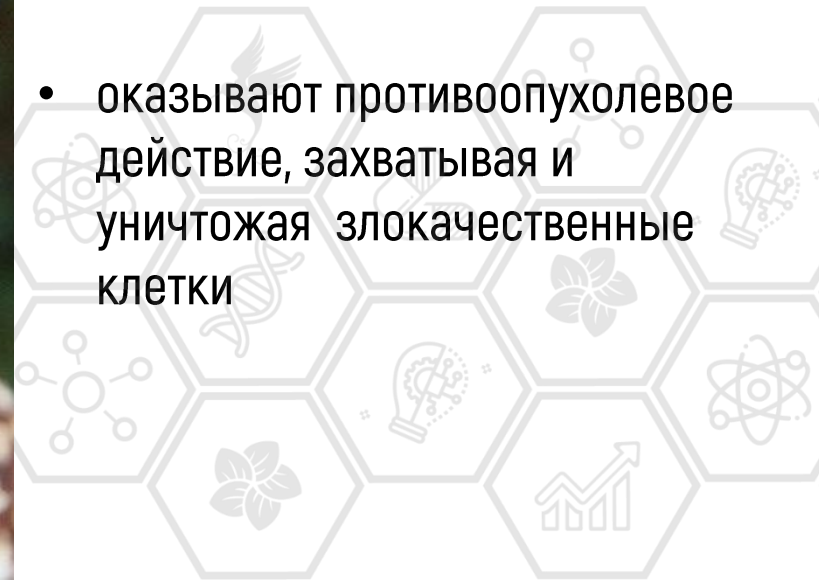 • оказывают противоопухолевое
действие, захватывая и
уничтожая  злокачественные
клетки